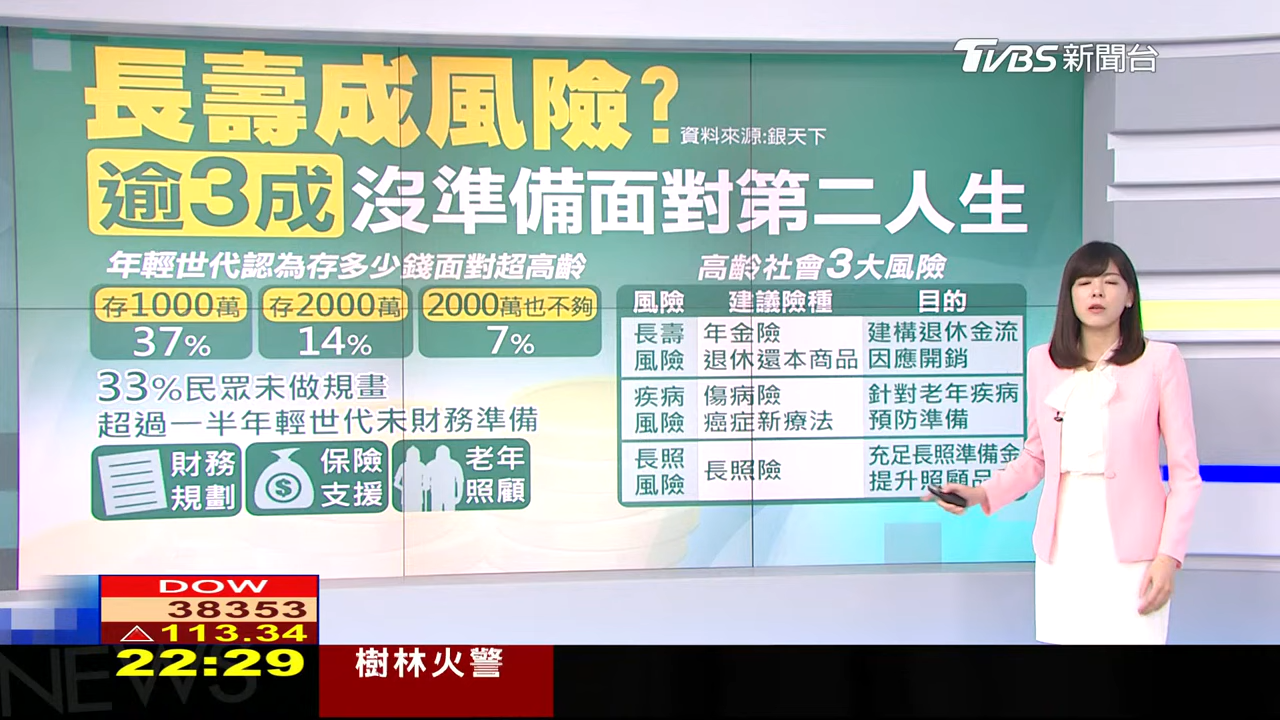 TVBS新聞台
長壽成風險?
資料來源:銀天下
逾3成 沒準備面對第二人生
年輕世代認為存多少錢面對超高齡
存1000萬 存2000萬 2000萬也不夠
37% 14% 7%
33%民眾未做規畫
超過一半年輕世代未財務準備
財務規劃
保險支援
老年照顧
高齡社會3大風險
風險 建議險種 目的
長壽風險 年金險 退休還本商品 建構退休金流 因應開銷
疾病風險 傷病險 癌症新療法 針對老年疾病 預防準備
長照風險 長照險 充足長照準備金 提升照顧品
DOW
38353
△113.34
22:29
樹林火警
NEWS